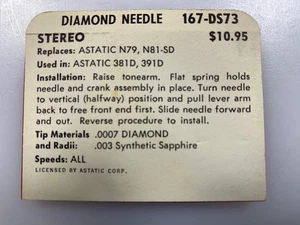 DIAMOND NEEDLE 167-DS73
STEREO $10.95
Replaces: ASTATIC N79, N81-SD
Used in: ASTATIC 381D, 391D
Installation: Raise tonearm. Flat spring holds
needle and crank assembly in place. Turn needle
to vertical (halfway) position and pull lever arm
back to free front end first. Slide needle forward
and out. Reverse procedure to install.
Tip Materials .0007 DIAMOND
and Radii: .003 Synthetic Sapphire
Speeds: ALL
LICENSED BY ASTATIC CORP.